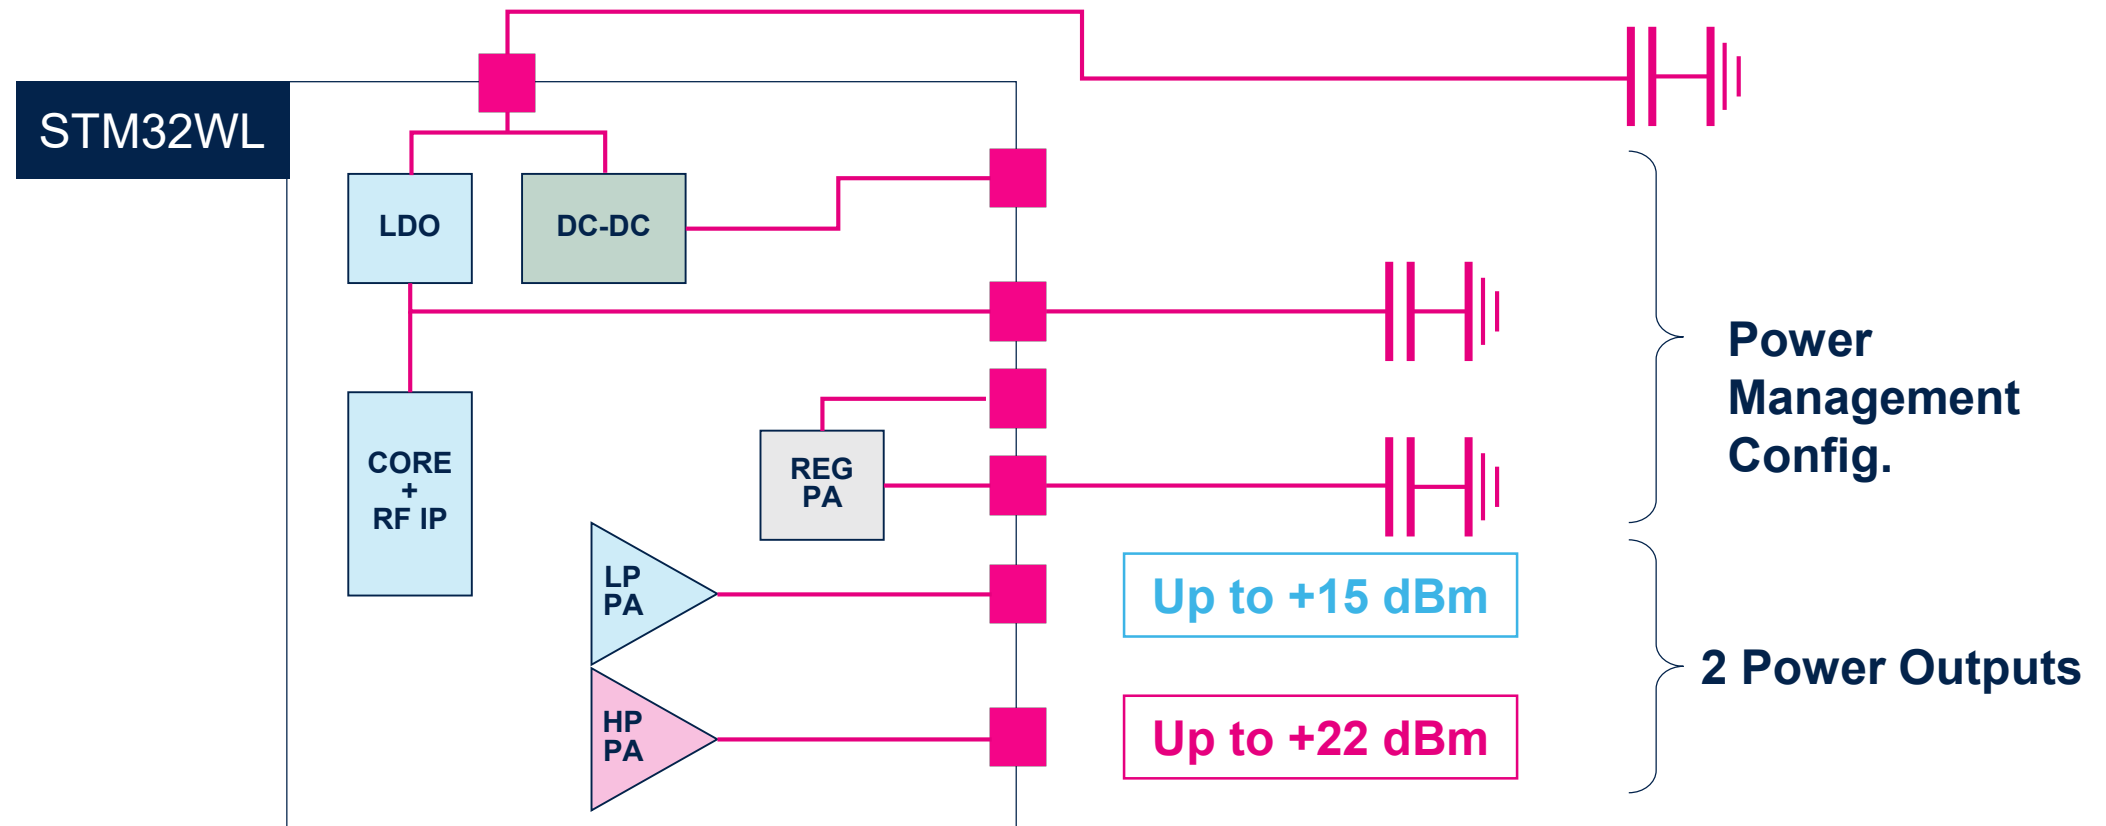 STM32WL
LDO
DC-DC
CORE
+
RF IP
REG
PA
LP
PA
HP
PA
Up to +15 dBm
Up to +22 dBm
Power
Management
Config.
2 Power Outputs